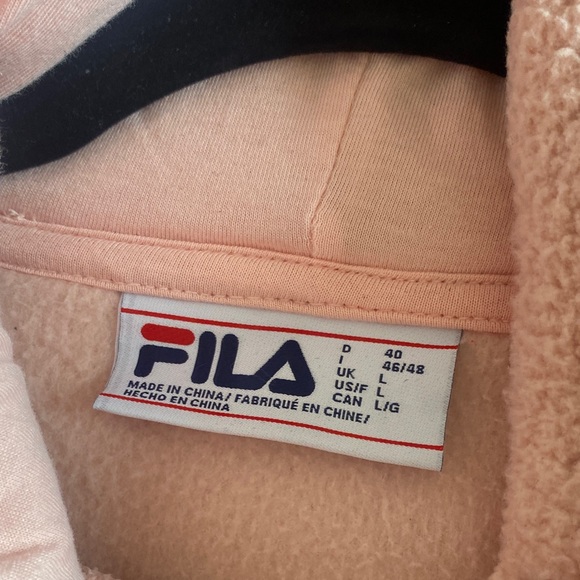 FILA
MADE IN CHINA/ FABRIQUÉ EN CHINE/
HECHO EN CHINA
D 40
I 46/48
UK L
US/F L
CAN L/G